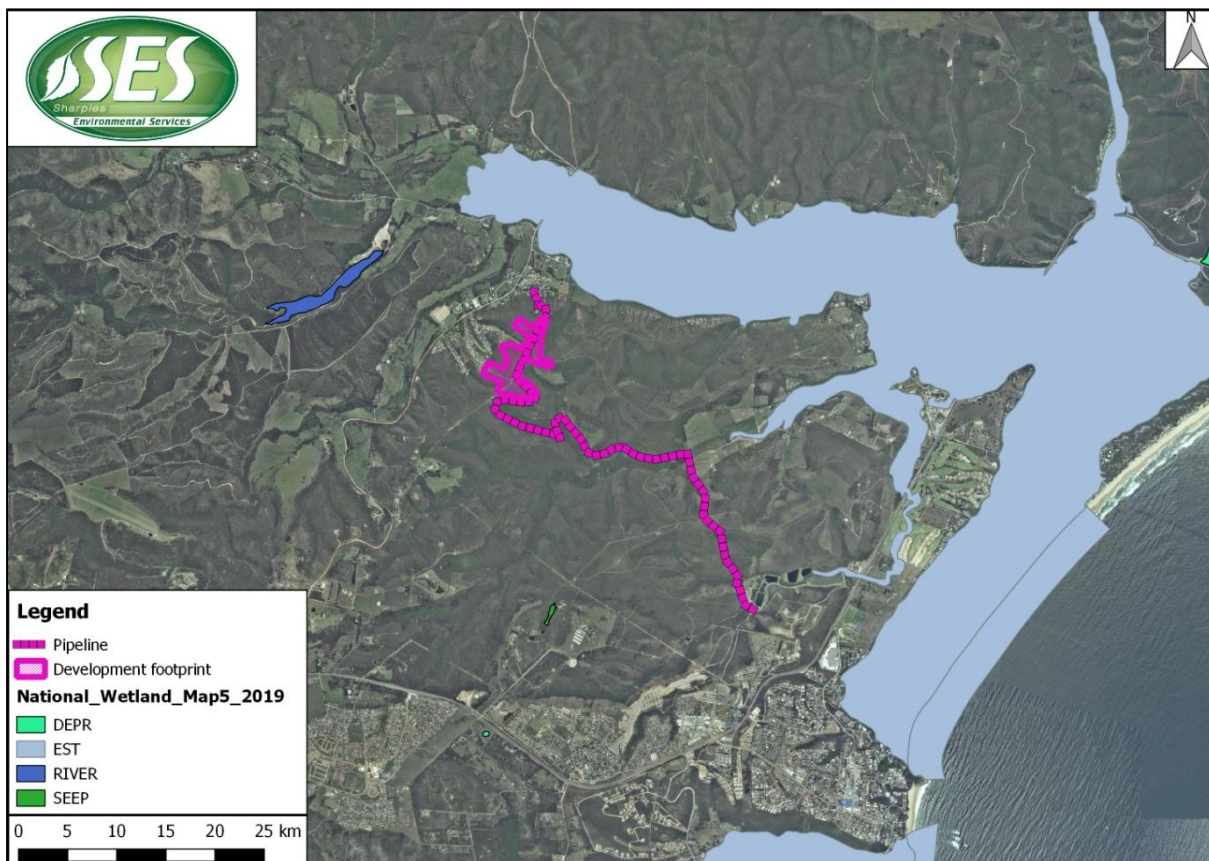 SES
Sharples
Environmental Services
N
Legend
Pipeline
Development footprint
National_Wetland_Map5_2019
DEPR
EST
RIVER
SEEP
0 5 10 15 20 25 km